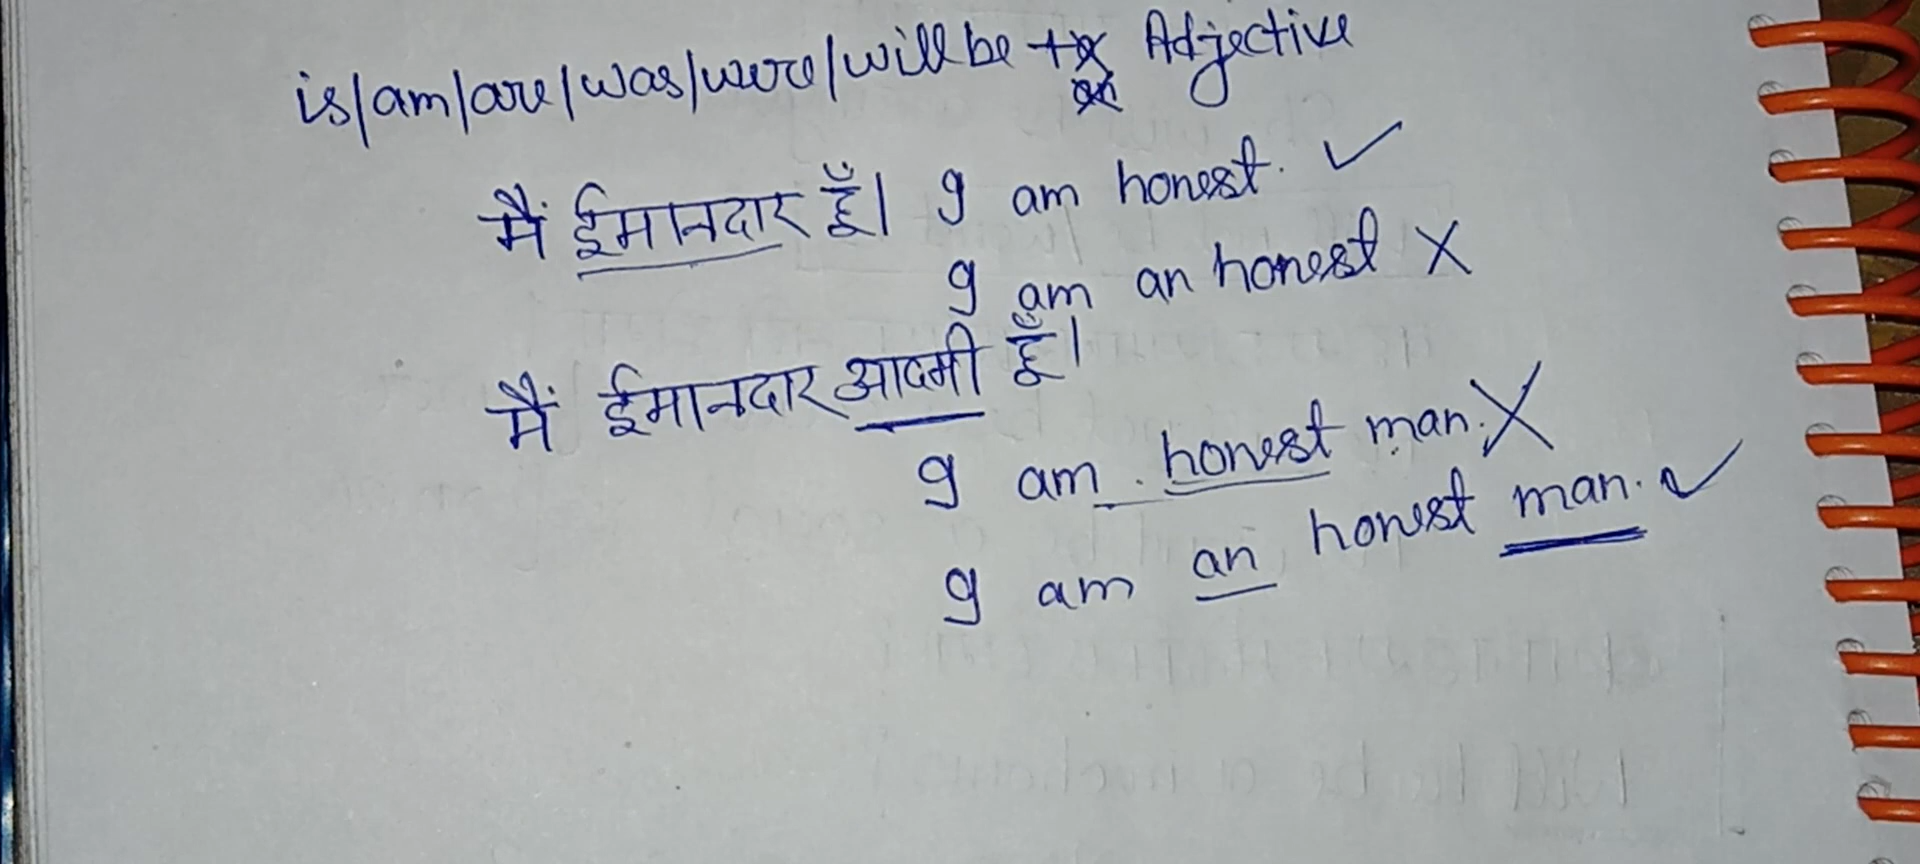 is/am/are/was/were/will be + a Adjective
an
मैं ईमानदार हूँ। I am honest. ✓
I am an honest X
मैं ईमानदार आदमी हूँ।
I am honest man. X
I am an honest man. ✓